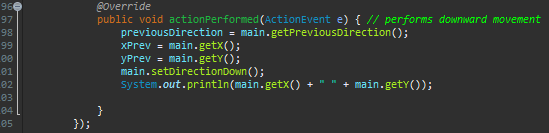 96 @Override
97 public void actionPerformed(ActionEvent e) { // performs downward movement
98 previousDirection = main.getPreviousDirection();
99 xPrev = main.getX();
00 yPrev = main.getY();
01 main.setDirectionDown();
02 System.out.println(main.getX() + " " + main.getY());
03
04 }
05 });